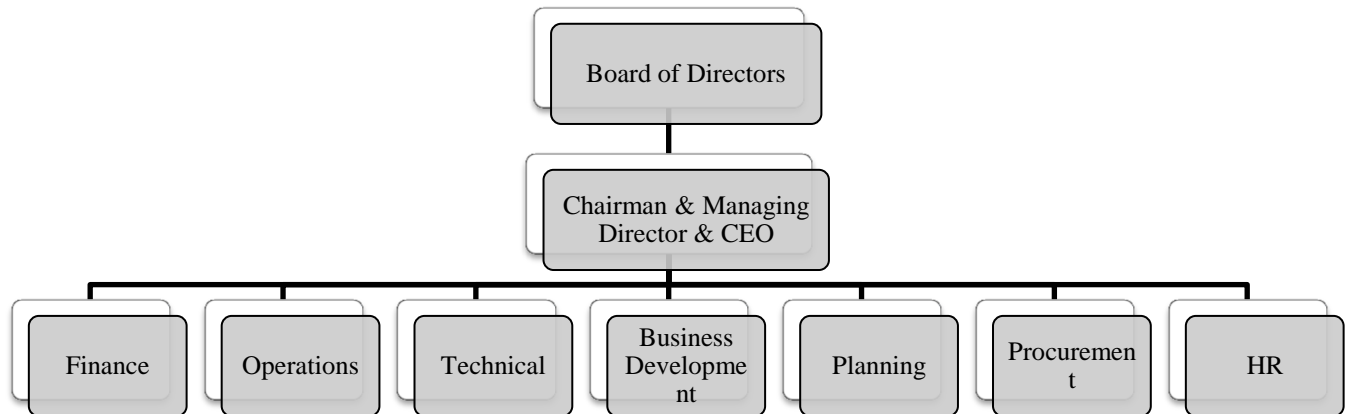 Board of Directors
Chairman & Managing
Director & CEO
Finance
Operations
Technical
Business
Developme
nt
Planning
Procuremen
t
HR